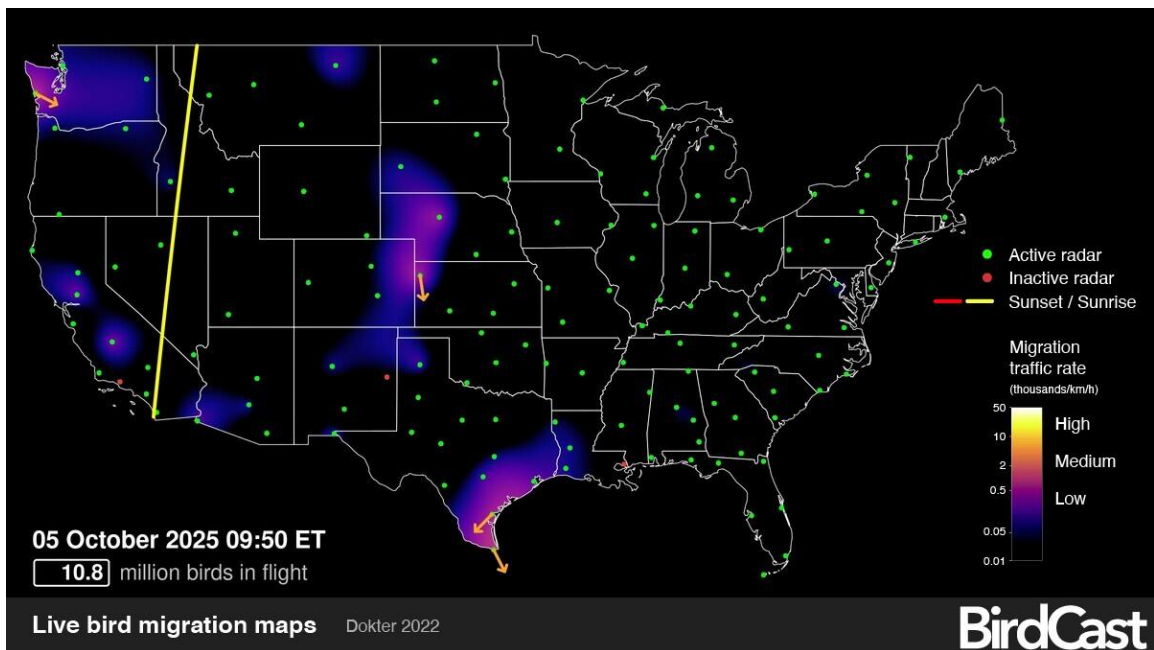 Active radar
Inactive radar
Sunset / Sunrise
Migration
traffic rate
(thousands/km/h)
50
High
10
Medium
2
0.5
Low
0.05
0.01
05 October 2025 09:50 ET
10.8 million birds in flight
Live bird migration maps Dokter 2022
BirdCast